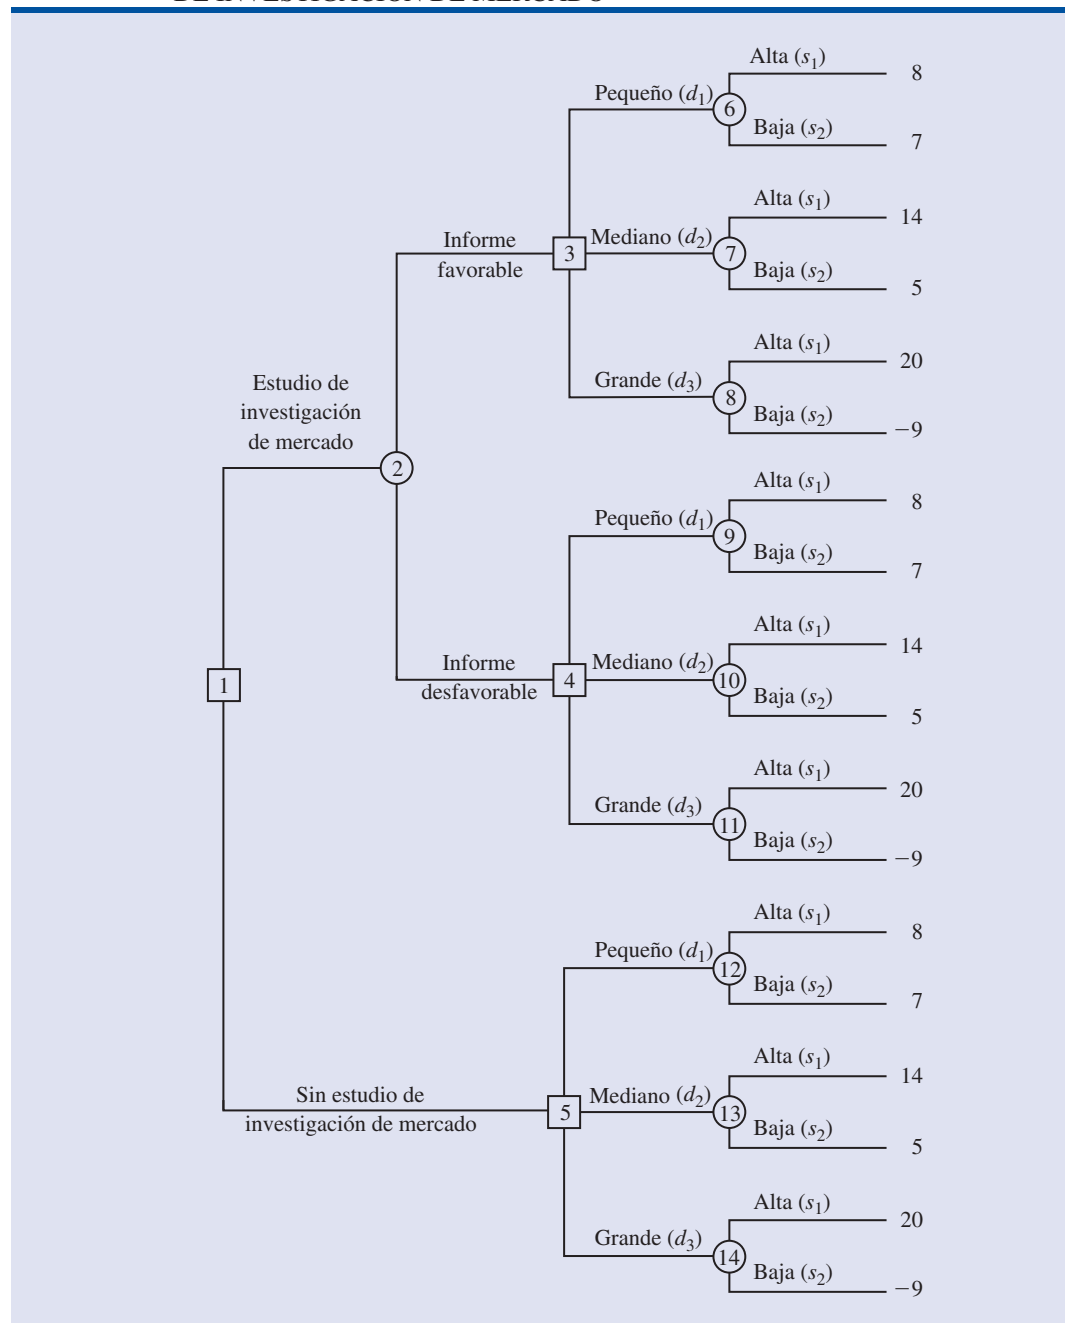 DE INVESTIGACIÓN DE MERCADO
Alta (s1)
8
Pequeño (d1)
6
Baja (s2)
7
Alta (s1)
14
Informe
favorable
3
Mediano (d2)
7
Baja (s2)
5
Alta (s1)
20
Grande (d3)
8
Baja (s2)
−9
Estudio de
investigación
de mercado
2
Alta (s1)
8
Pequeño (d1)
9
Baja (s2)
7
Alta (s1)
14
Informe
desfavorable
4
Mediano (d2)
10
Baja (s2)
5
1
Alta (s1)
20
Grande (d3)
11
Baja (s2)
−9
Alta (s1)
8
Pequeño (d1)
12
Baja (s2)
7
Alta (s1)
14
Sin estudio de
investigación de mercado
5
Mediano (d2)
13
Baja (s2)
5
Alta (s1)
20
Grande (d3)
14
Baja (s2)
−9